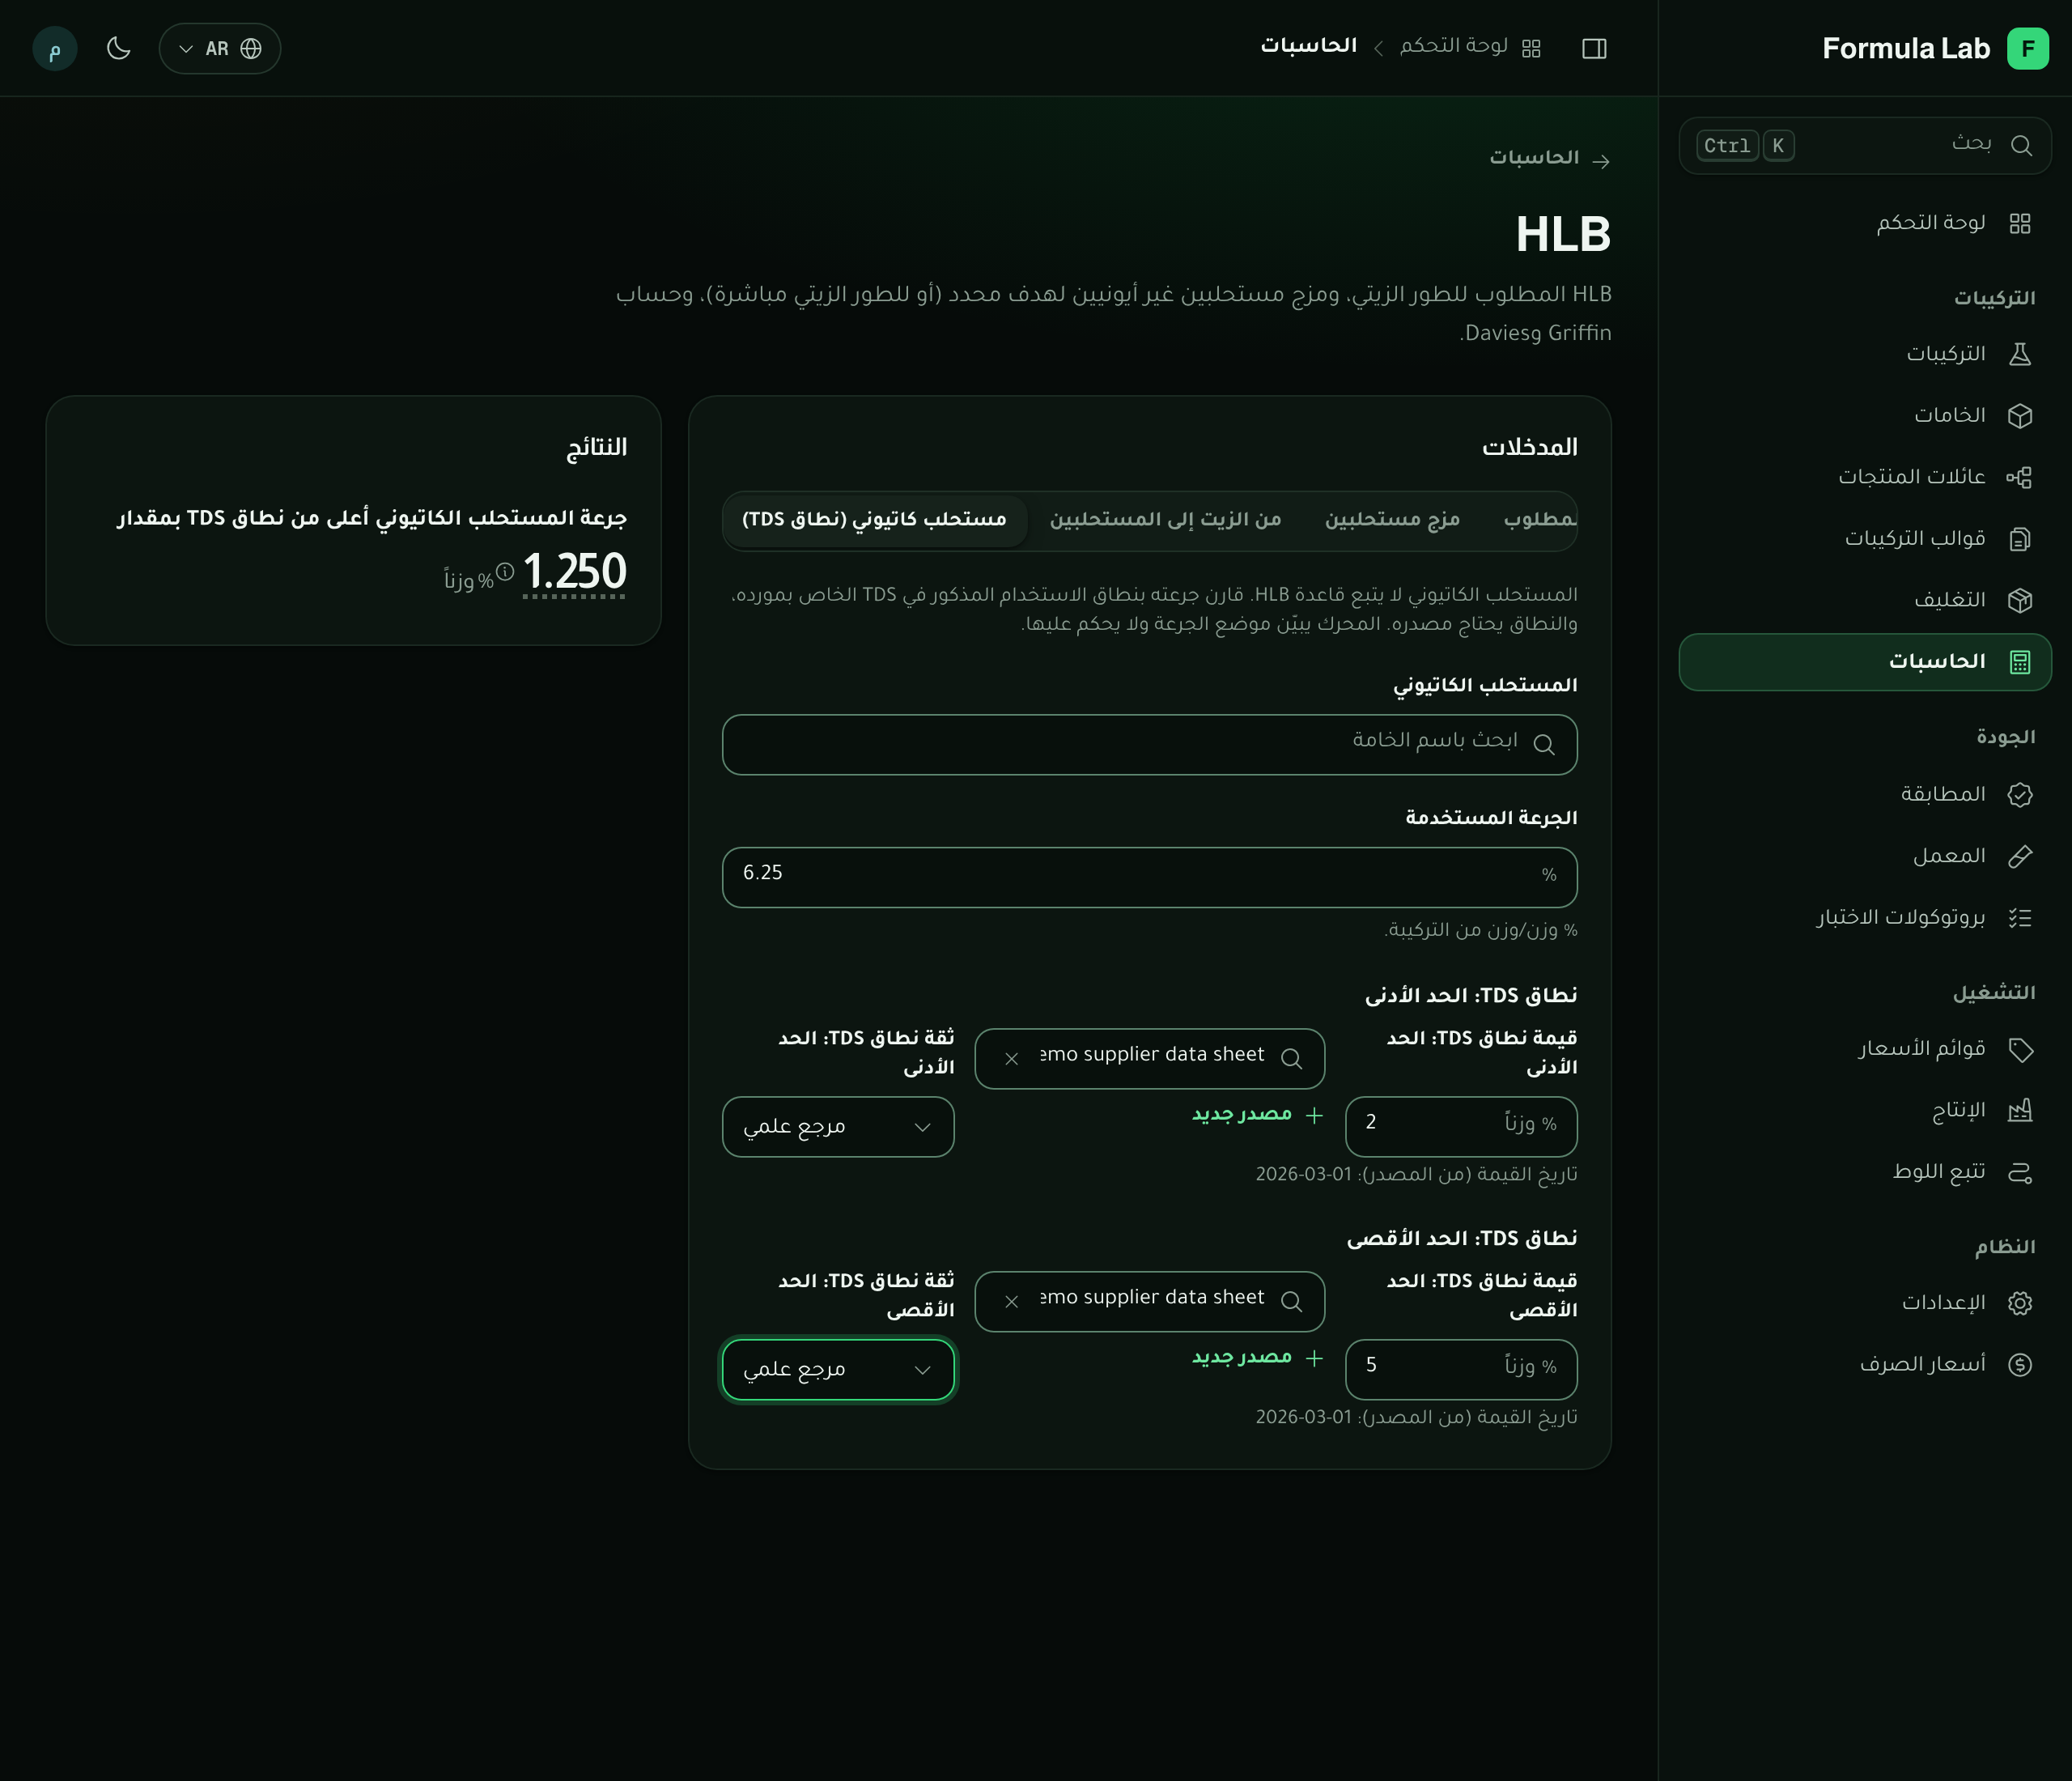 Formula Lab
F
بحث
Ctrl K
لوحة التحكم
التركيبات
التركيبات
الخامات
عائلات المنتجات
قوالب التركيبات
التغليف
الحاسبات
الجودة
المطابقة
المعمل
بروتوكولات الاختبار
التشغيل
قوائم الأسعار
الإنتاج
تتبع اللوط
النظام
الإعدادات
أسعار الصرف
لوحة التحكم
الحاسبات
AR
م
الحاسبات
HLB
HLB المطلوب للطور الزيتي، ومزج مستحلبين غير أيونيين لهدف محدد (أو للطور الزيتي مباشرة)، وحساب
Griffin وDavies.
المدخلات
مزج مستحلبين
من الزيت إلى المستحلبين
مستحلب كاتيوني (نطاق TDS)
المستحلب الكاتيوني لا يتبع قاعدة HLB. قارن جرعته بنطاق الاستخدام المذكور في TDS الخاص بمورده،
والنطاق يحتاج مصدره. المحرك يبيّن موضع الجرعة ولا يحكم عليها.
المستحلب الكاتيوني
ابحث باسم الخامة
الجرعة المستخدمة
% 6.25
% وزن/وزن من التركيبة.
نطاق TDS: الحد الأدنى
قيمة نطاق TDS: الحد
الأدنى
% وزناً 2
emo supplier data sheet
مصدر جديد
ثقة نطاق TDS: الحد
الأدنى
مرجع علمي
تاريخ القيمة (من المصدر): 2026-03-01
نطاق TDS: الحد الأقصى
قيمة نطاق TDS: الحد
الأقصى
% وزناً 5
emo supplier data sheet
مصدر جديد
ثقة نطاق TDS: الحد
الأقصى
مرجع علمي
تاريخ القيمة (من المصدر): 2026-03-01
النتائج
جرعة المستحلب الكاتيوني أعلى من نطاق TDS بمقدار
1.250 % وزناً